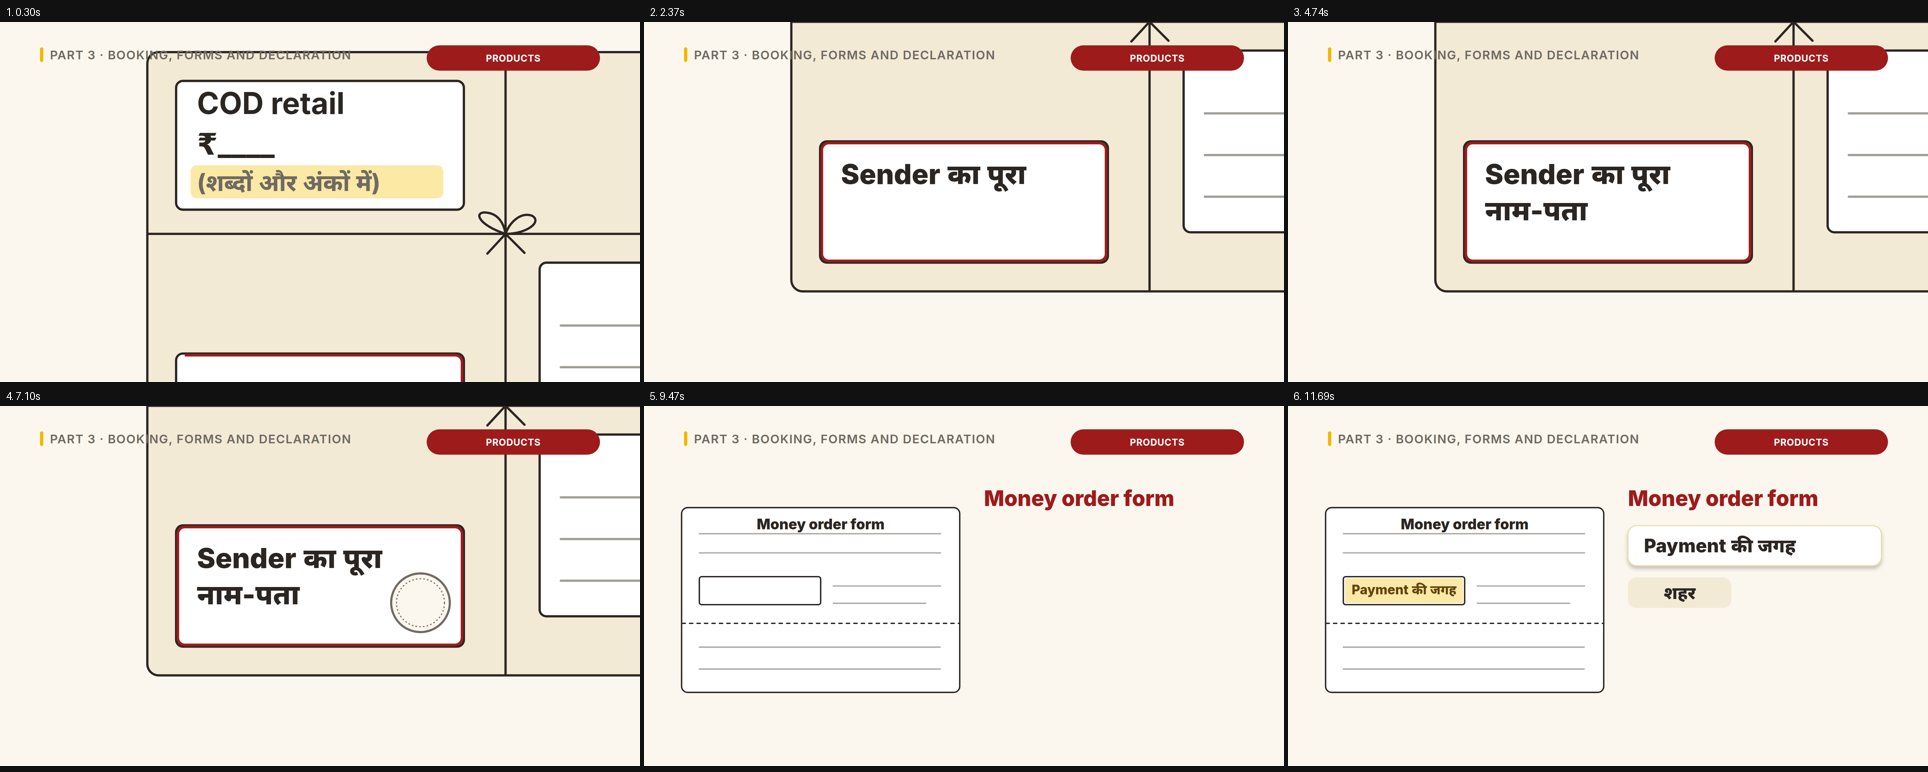 1. 0.30s
PART 3 · BOOKING, FORMS AND DECLARATION
PRODUCTS
COD retail
₹____
(शब्दों और अंकों में)
2. 2.37s
PART 3 · BOOKING, FORMS AND DECLARATION
PRODUCTS
Sender का पूरा
3. 4.74s
PART 3 · BOOKING, FORMS AND DECLARATION
PRODUCTS
Sender का पूरा
नाम-पता
4. 7.10s
PART 3 · BOOKING, FORMS AND DECLARATION
PRODUCTS
Sender का पूरा
नाम-पता
5. 9.47s
PART 3 · BOOKING, FORMS AND DECLARATION
PRODUCTS
Money order form
Money order form
6. 11.69s
PART 3 · BOOKING, FORMS AND DECLARATION
PRODUCTS
Money order form
Money order form
Payment की जगह
Payment की जगह
शहर